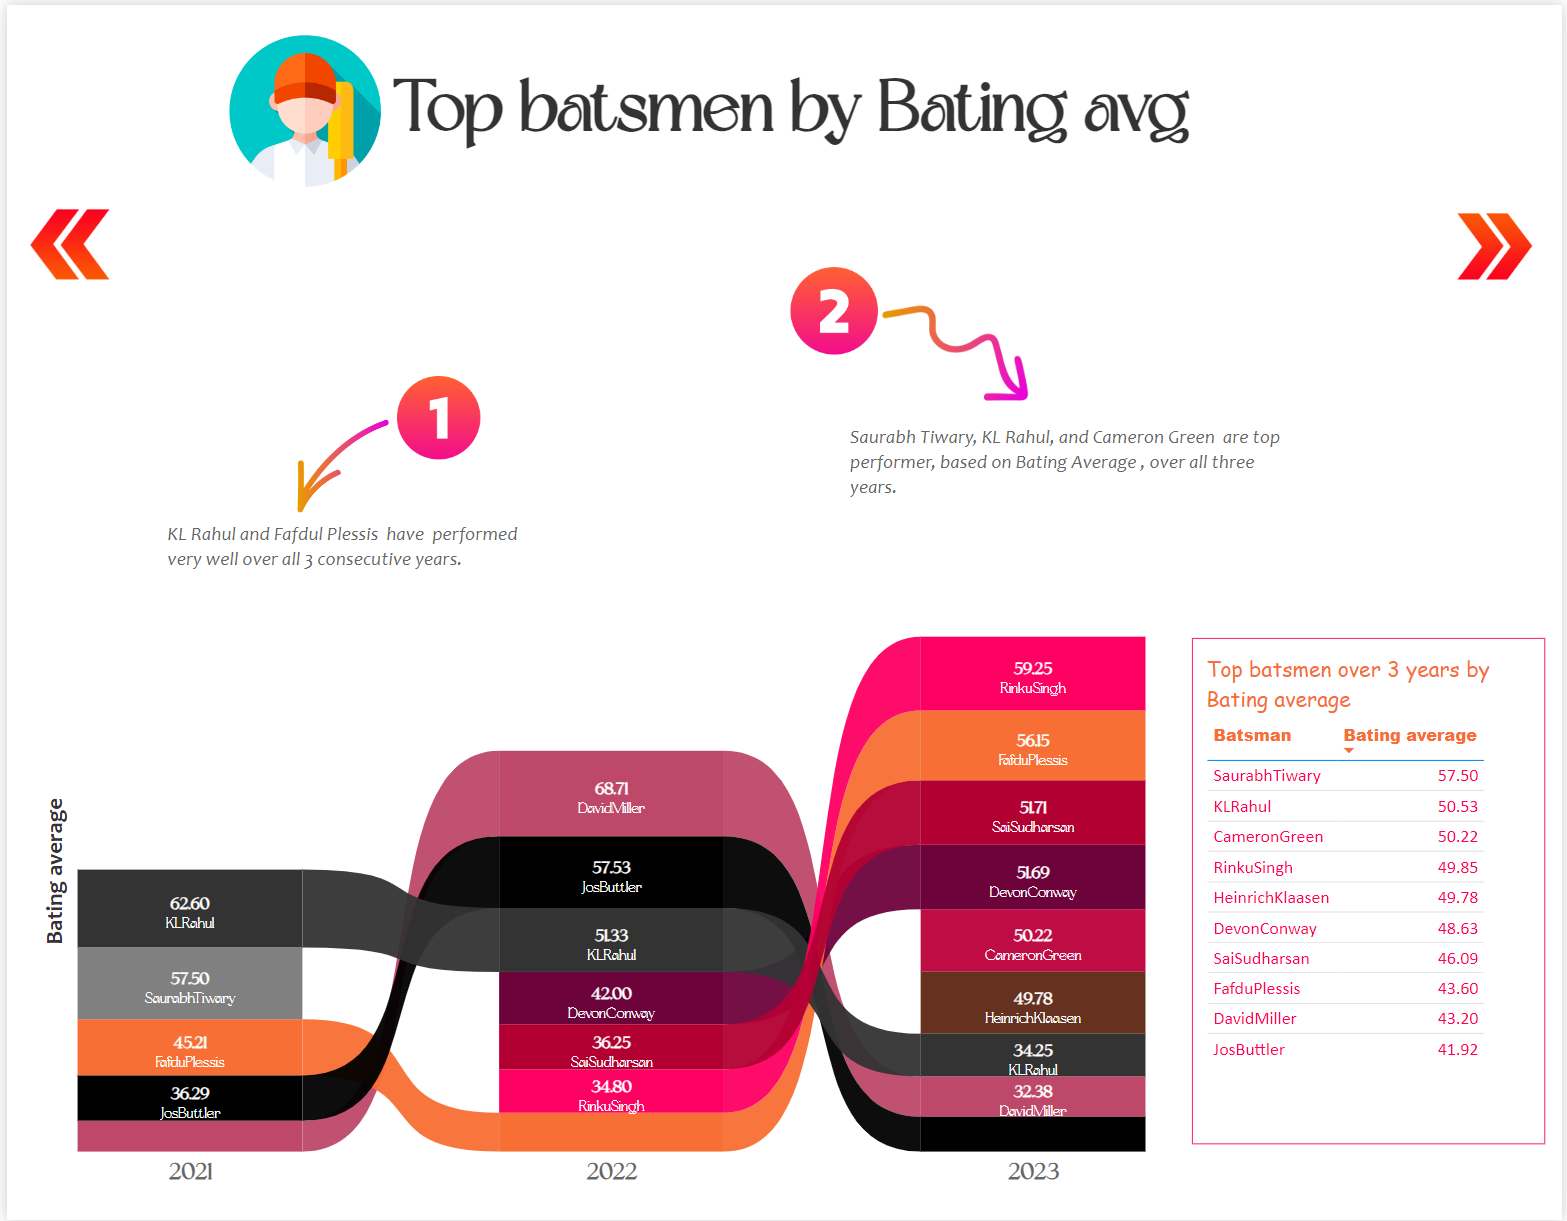 Top batsmen by Bating avg
2
1
Saurabh Tiwary, KL Rahul, and Cameron Green are top
performer, based on Bating Average , over all three
years.
KL Rahul and Fafdul Plessis have performed
very well over all 3 consecutive years.
Bating average
62.60
KLRahul
57.50
SaurabhTiwary
45.21
FafduPlessis
36.29
JosButtler
2021
68.71
DavidMiller
57.53
JosButtler
51.33
KLRahul
42.00
DevonConway
36.25
SaiSudharsan
34.80
RinkuSingh
2022
59.25
RinkuSingh
56.15
FafduPlessis
51.71
SaiSudharsan
51.69
DevonConway
50.22
CameronGreen
49.78
HeinrichKlaasen
34.25
KLRahul
32.38
DavidMiller
2023
Top batsmen over 3 years by
Bating average
Batsman Bating average
SaurabhTiwary 57.50
KLRahul 50.53
CameronGreen 50.22
RinkuSingh 49.85
HeinrichKlaasen 49.78
DevonConway 48.63
SaiSudharsan 46.09
FafduPlessis 43.60
DavidMiller 43.20
JosButtler 41.92